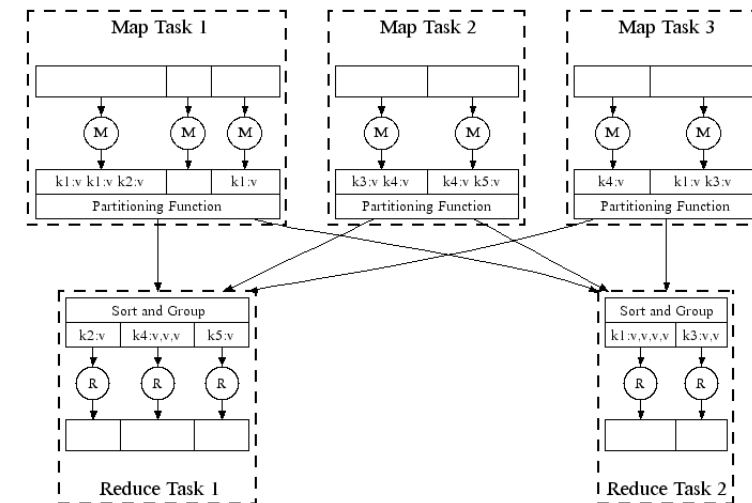 Map Task 1
Map Task 2
Map Task 3
M
M
M
M
M
M
M
k1:v k1:v k2:v
k1:v
k3:v k4:v
k4:v k5:v
k4:v
k1:v k3:v
Partitioning Function
Partitioning Function
Partitioning Function
Sort and Group
k2:v
k4:v,v,v
k5:v
R
R
R
Reduce Task 1
Sort and Group
k1:v,v,v,v
k3:v,v
R
R
Reduce Task 2